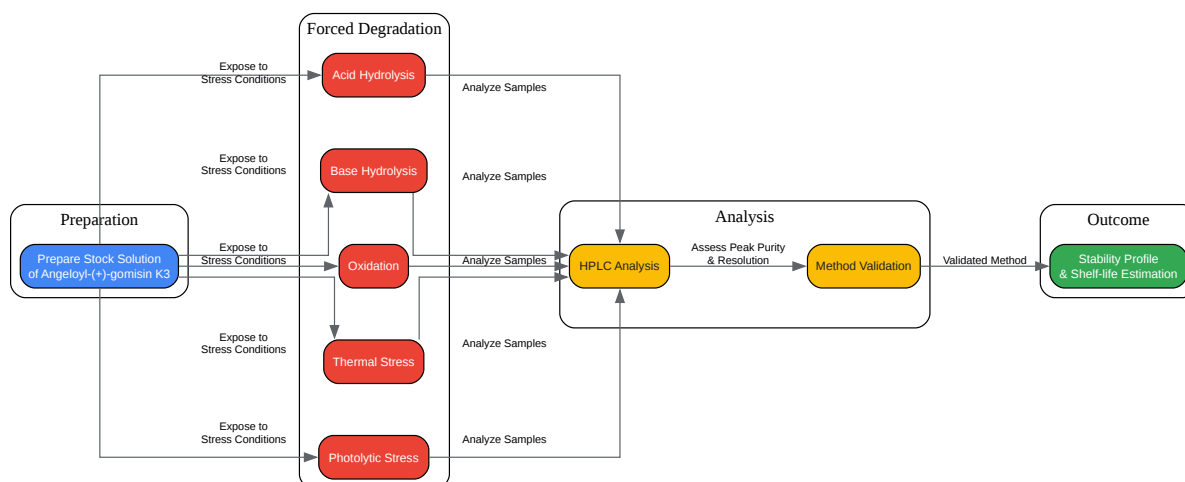 Forced Degradation
Expose to
Stress Conditions
Acid Hydrolysis
Analyze Samples
Expose to
Stress Conditions
Base Hydrolysis
Analyze Samples
Preparation
Prepare Stock Solution
of Angeloyl-(+)-gomisin K3
Expose to
Stress Conditions
Oxidation
Analyze Samples
Expose to
Stress Conditions
Thermal Stress
Analyze Samples
Expose to
Stress Conditions
Photolytic Stress
Analyze Samples
Analysis
HPLC Analysis
Assess Peak Purity
& Resolution
Method Validation
Validated Method
Outcome
Stability Profile
& Shelf-life Estimation